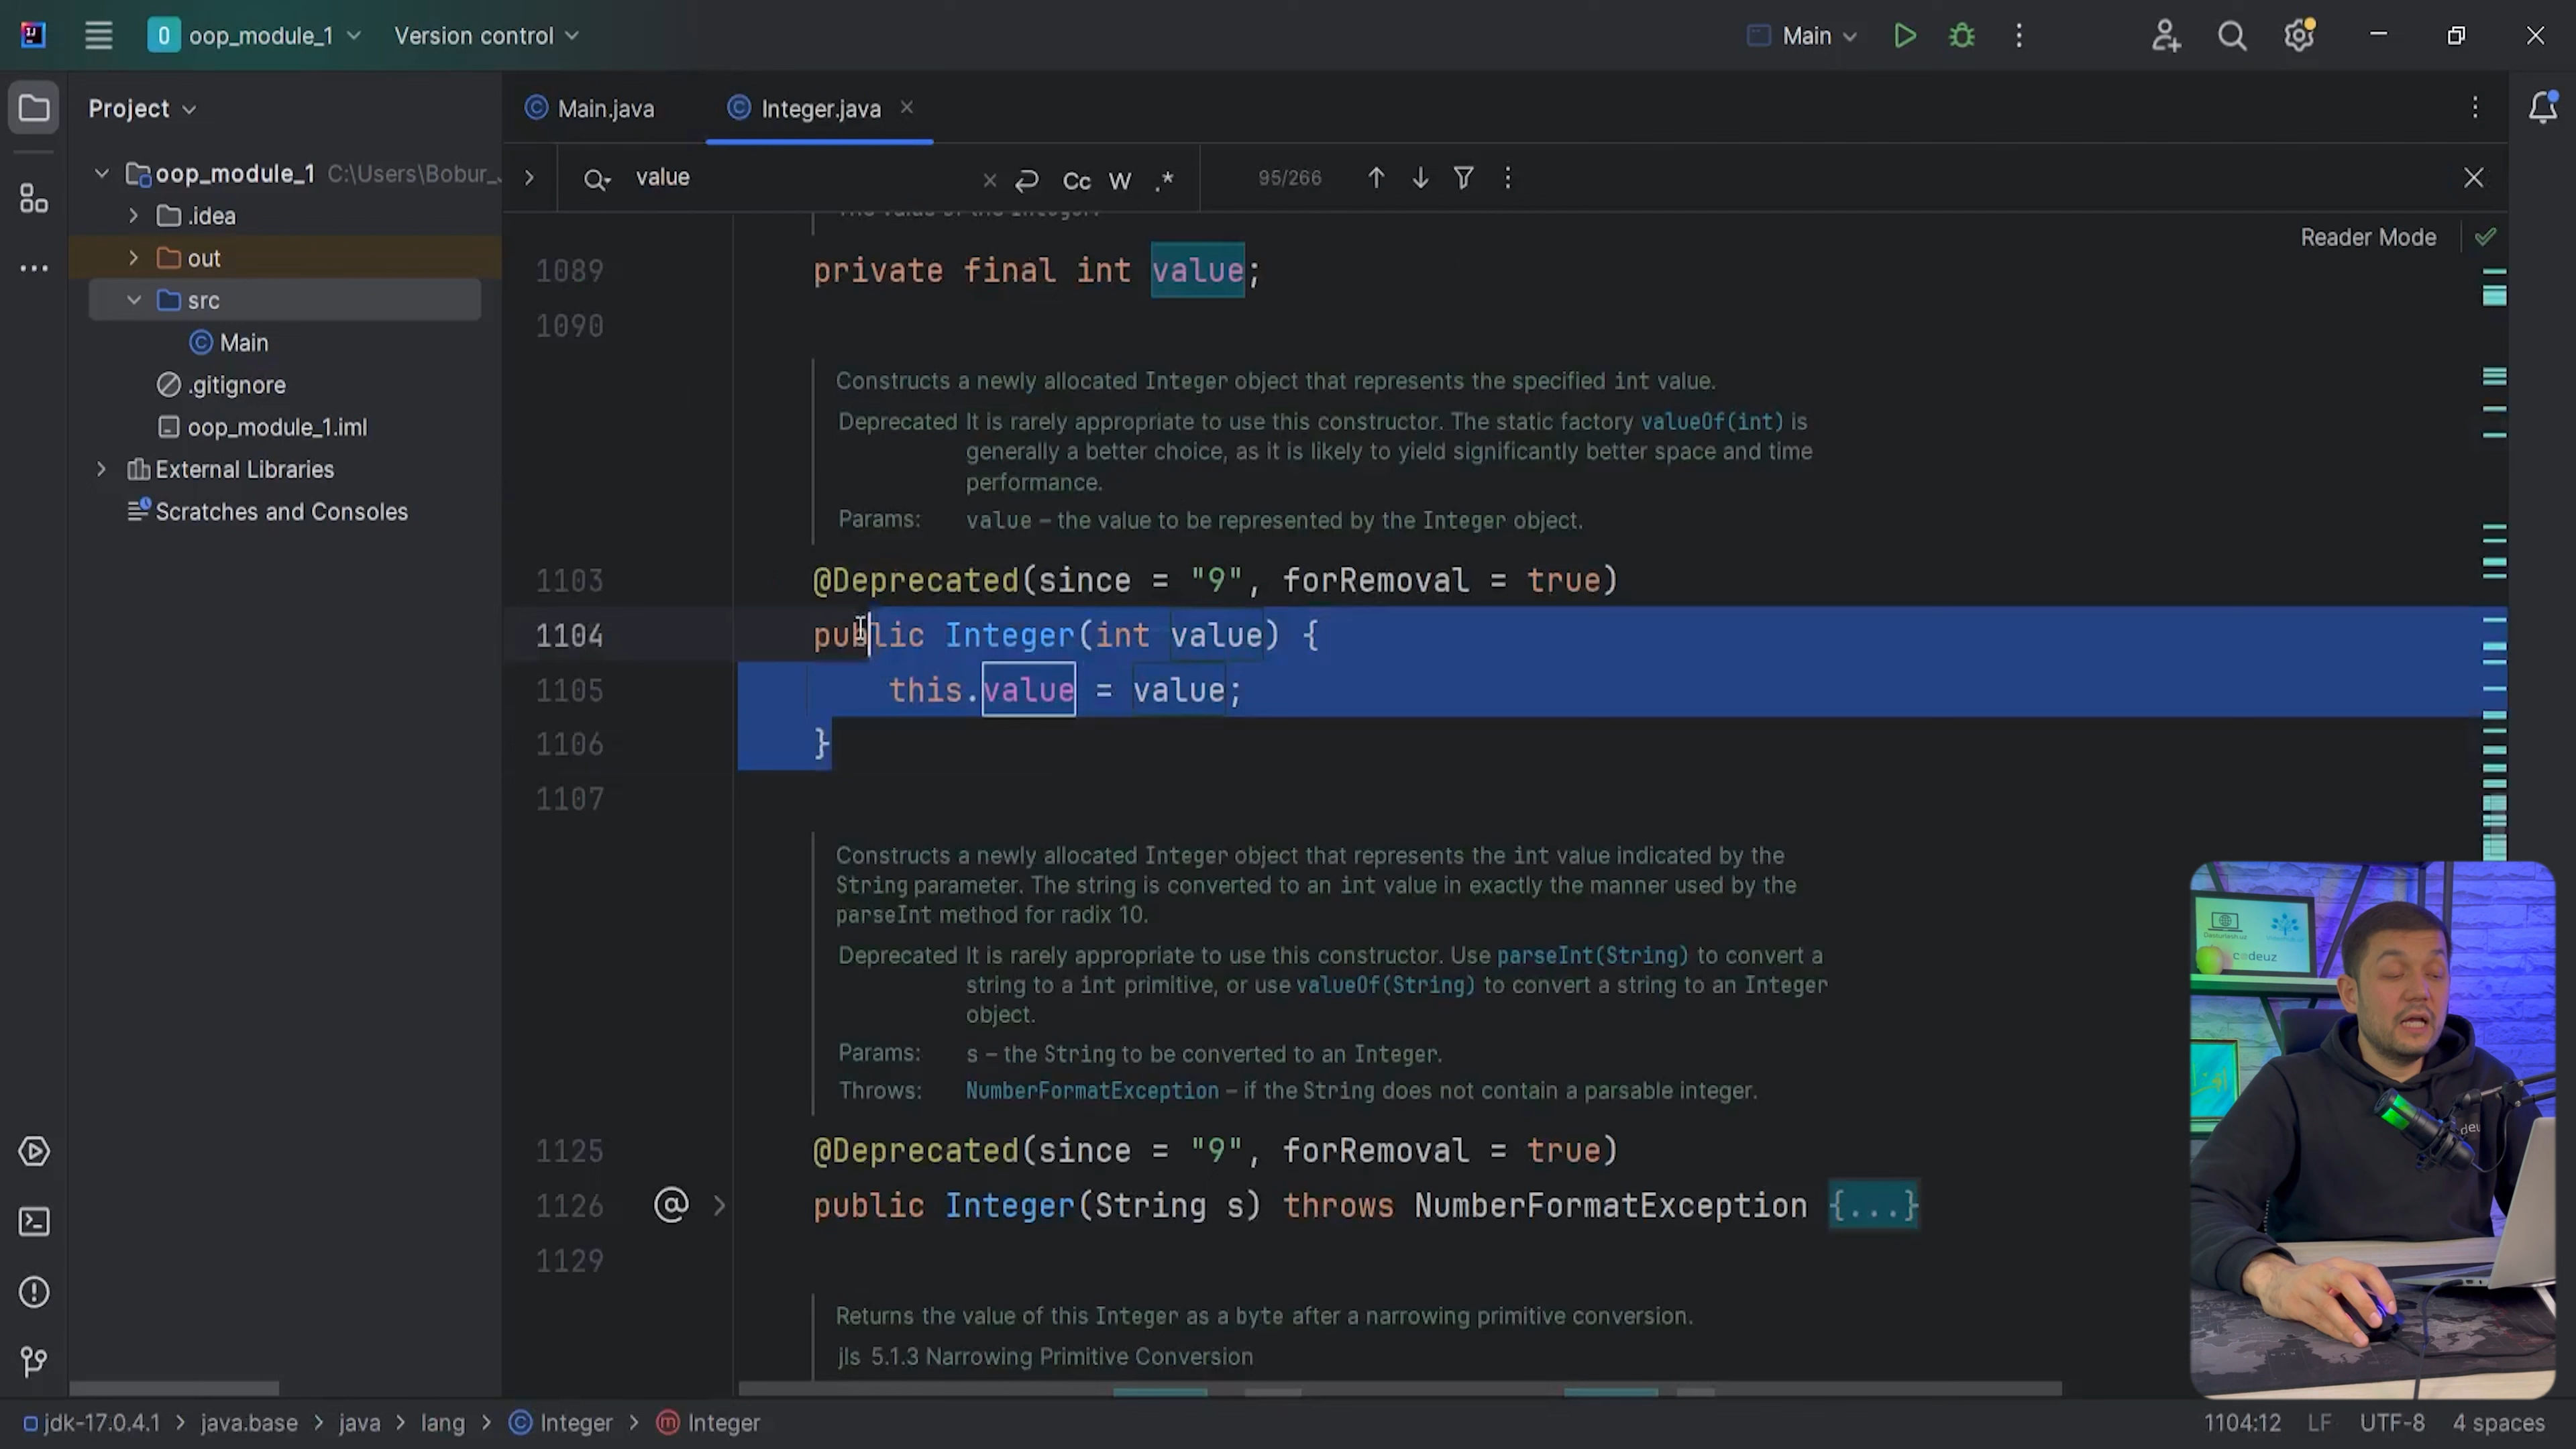 oop_module_1
Version control
Main
Project
Main.java
Integer.java
oop_module_1 C:\Users\Bobur_
value
Cc W .*
95/266
.idea
out
src
Main
.gitignore
oop_module_1.iml
External Libraries
Scratches and Consoles
Reader Mode
The value of the Integer.
1089 private final int value;
1090
Constructs a newly allocated Integer object that represents the specified int value.
Deprecated It is rarely appropriate to use this constructor. The static factory valueOf(int) is
generally a better choice, as it is likely to yield significantly better space and time
performance.
Params: value – the value to be represented by the Integer object.
1103 @Deprecated(since = "9", forRemoval = true)
1104 public Integer(int value) {
1105 this.value = value;
1106 }
1107
Constructs a newly allocated Integer object that represents the int value indicated by the
String parameter. The string is converted to an int value in exactly the manner used by the
parseInt method for radix 10.
Deprecated It is rarely appropriate to use this constructor. Use parseInt(String) to convert a
string to a int primitive, or use valueOf(String) to convert a string to an Integer
object.
Params: s – the String to be converted to an Integer.
Throws: NumberFormatException – if the String does not contain a parsable integer.
1125 @Deprecated(since = "9", forRemoval = true)
1126 @ public Integer(String s) throws NumberFormatException {...}
1129
Returns the value of this Integer as a byte after a narrowing primitive conversion.
jls 5.1.3 Narrowing Primitive Conversion
codeuz
jdk-17.0.4.1 > java.base > java > lang > Integer > Integer
1104:12 LF UTF-8 4 spaces